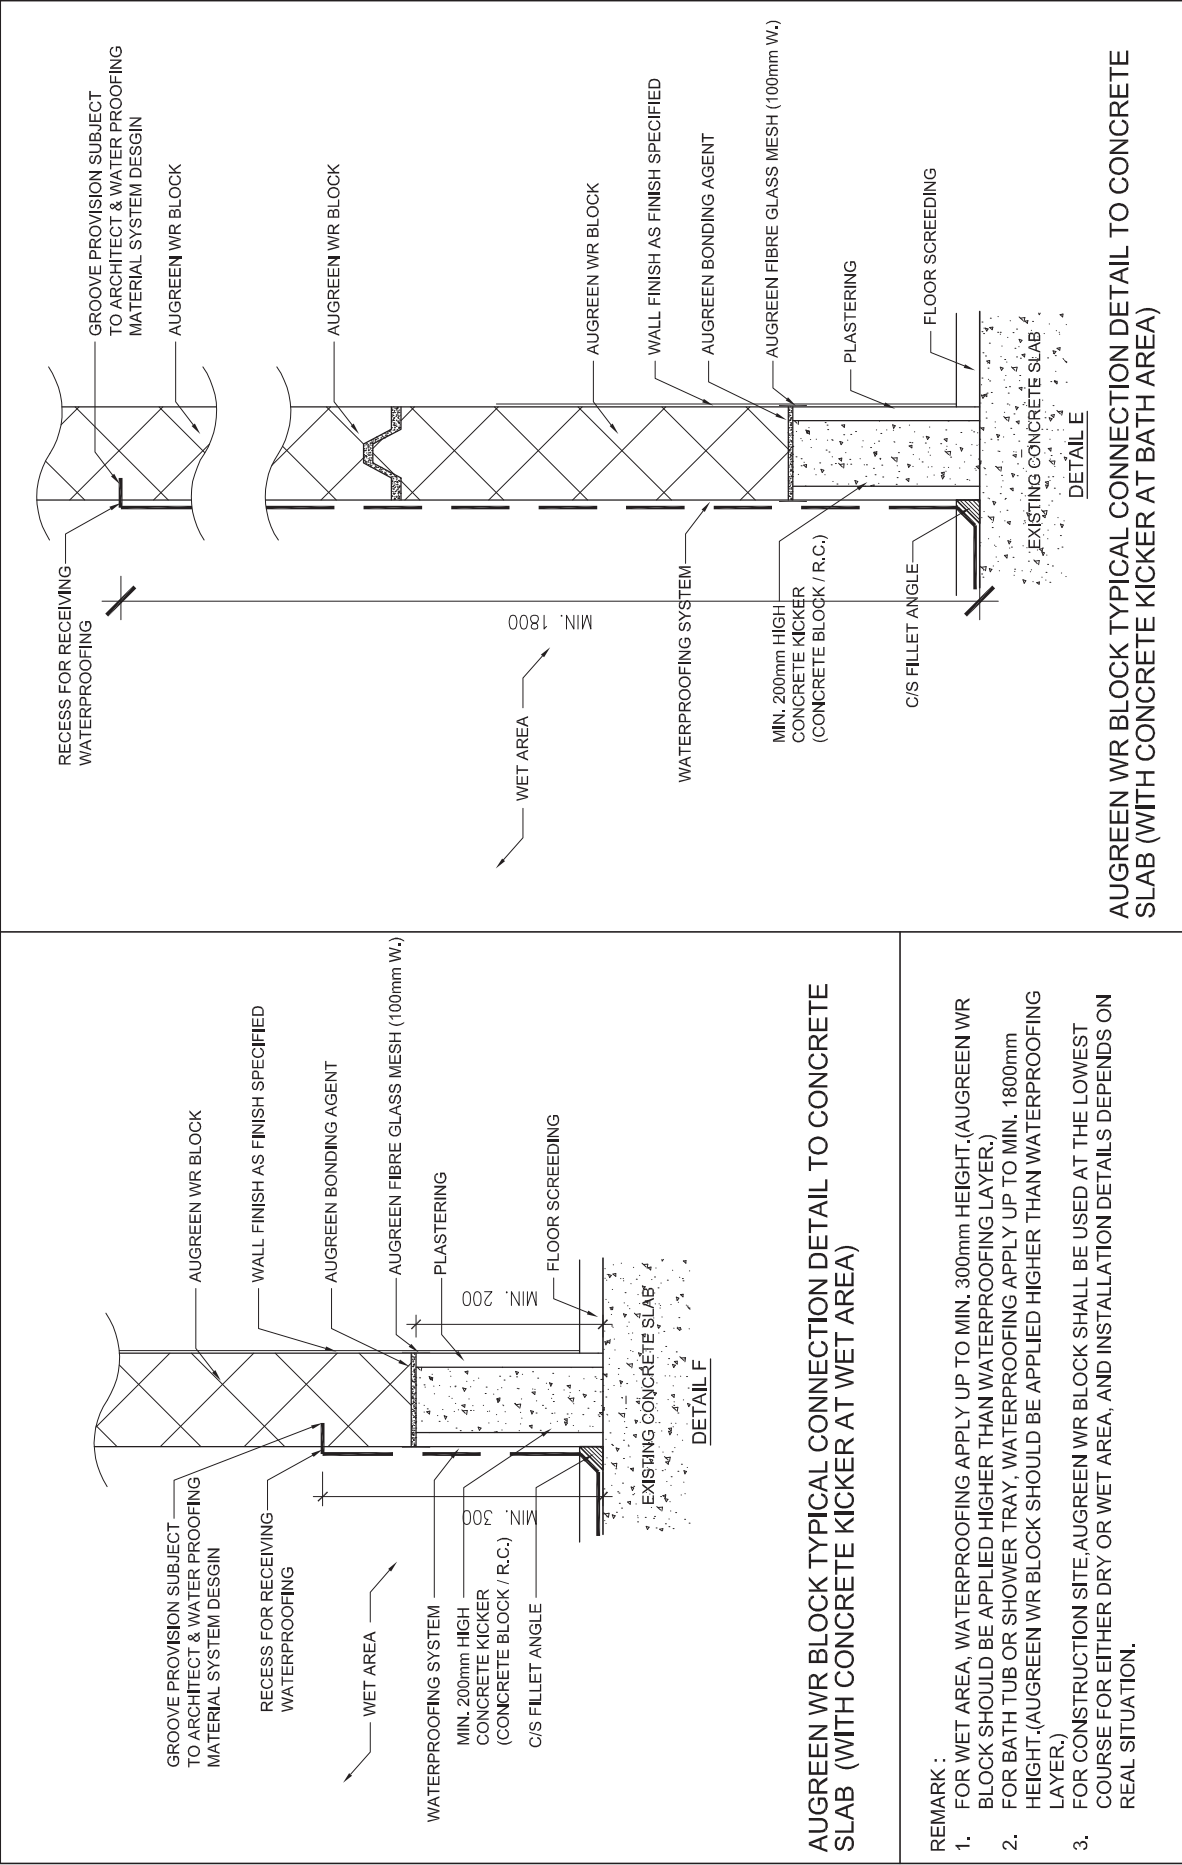 GROOVE PROVISION SUBJECT
TO ARCHITECT & WATER PROOFING
MATERIAL SYSTEM DESGIN
RECESS FOR RECEIVING
WATERPROOFING
WET AREA
WATERPROOFING SYSTEM
MIN. 200mm HIGH
CONCRETE KICKER
(CONCRETE BLOCK / R.C.)
C/S FILLET ANGLE
MIN. 300
AUGREEN WR BLOCK
WALL FINISH AS FINISH SPECIFIED
AUGREEN BONDING AGENT
AUGREEN FIBRE GLASS MESH (100mm W.)
PLASTERING
MIN. 200
FLOOR SCREEDING
EXISTING CONCRETE SLAB
DETAIL F
AUGREEN WR BLOCK TYPICAL CONNECTION DETAIL TO CONCRETE
SLAB (WITH CONCRETE KICKER AT WET AREA)
REMARK :
1. FOR WET AREA, WATERPROOFING APPLY UP TO MIN. 300mm HEIGHT.(AUGREEN WR
BLOCK SHOULD BE APPLIED HIGHER THAN WATERPROOFING LAYER.)
2. FOR BATH TUB OR SHOWER TRAY, WATERPROOFING APPLY UP TO MIN. 1800mm
HEIGHT.(AUGREEN WR BLOCK SHOULD BE APPLIED HIGHER THAN WATERPROOFING
LAYER.)
3. FOR CONSTRUCTION SITE,AUGREEN WR BLOCK SHALL BE USED AT THE LOWEST
COURSE FOR EITHER DRY OR WET AREA, AND INSTALLATION DETAILS DEPENDS ON
REAL SITUATION.
RECESS FOR RECEIVING
WATERPROOFING
GROOVE PROVISION SUBJECT
TO ARCHITECT & WATER PROOFING
MATERIAL SYSTEM DESGIN
AUGREEN WR BLOCK
AUGREEN WR BLOCK
MIN. 1800
WET AREA
AUGREEN WR BLOCK
WALL FINISH AS FINISH SPECIFIED
WATERPROOFING SYSTEM
AUGREEN BONDING AGENT
AUGREEN FIBRE GLASS MESH (100mm W.)
MIN. 200mm HIGH
CONCRETE KICKER
(CONCRETE BLOCK / R.C.)
PLASTERING
C/S FILLET ANGLE
FLOOR SCREEDING
EXISTING CONCRETE SLAB
DETAIL E
AUGREEN WR BLOCK TYPICAL CONNECTION DETAIL TO CONCRETE
SLAB (WITH CONCRETE KICKER AT BATH AREA)